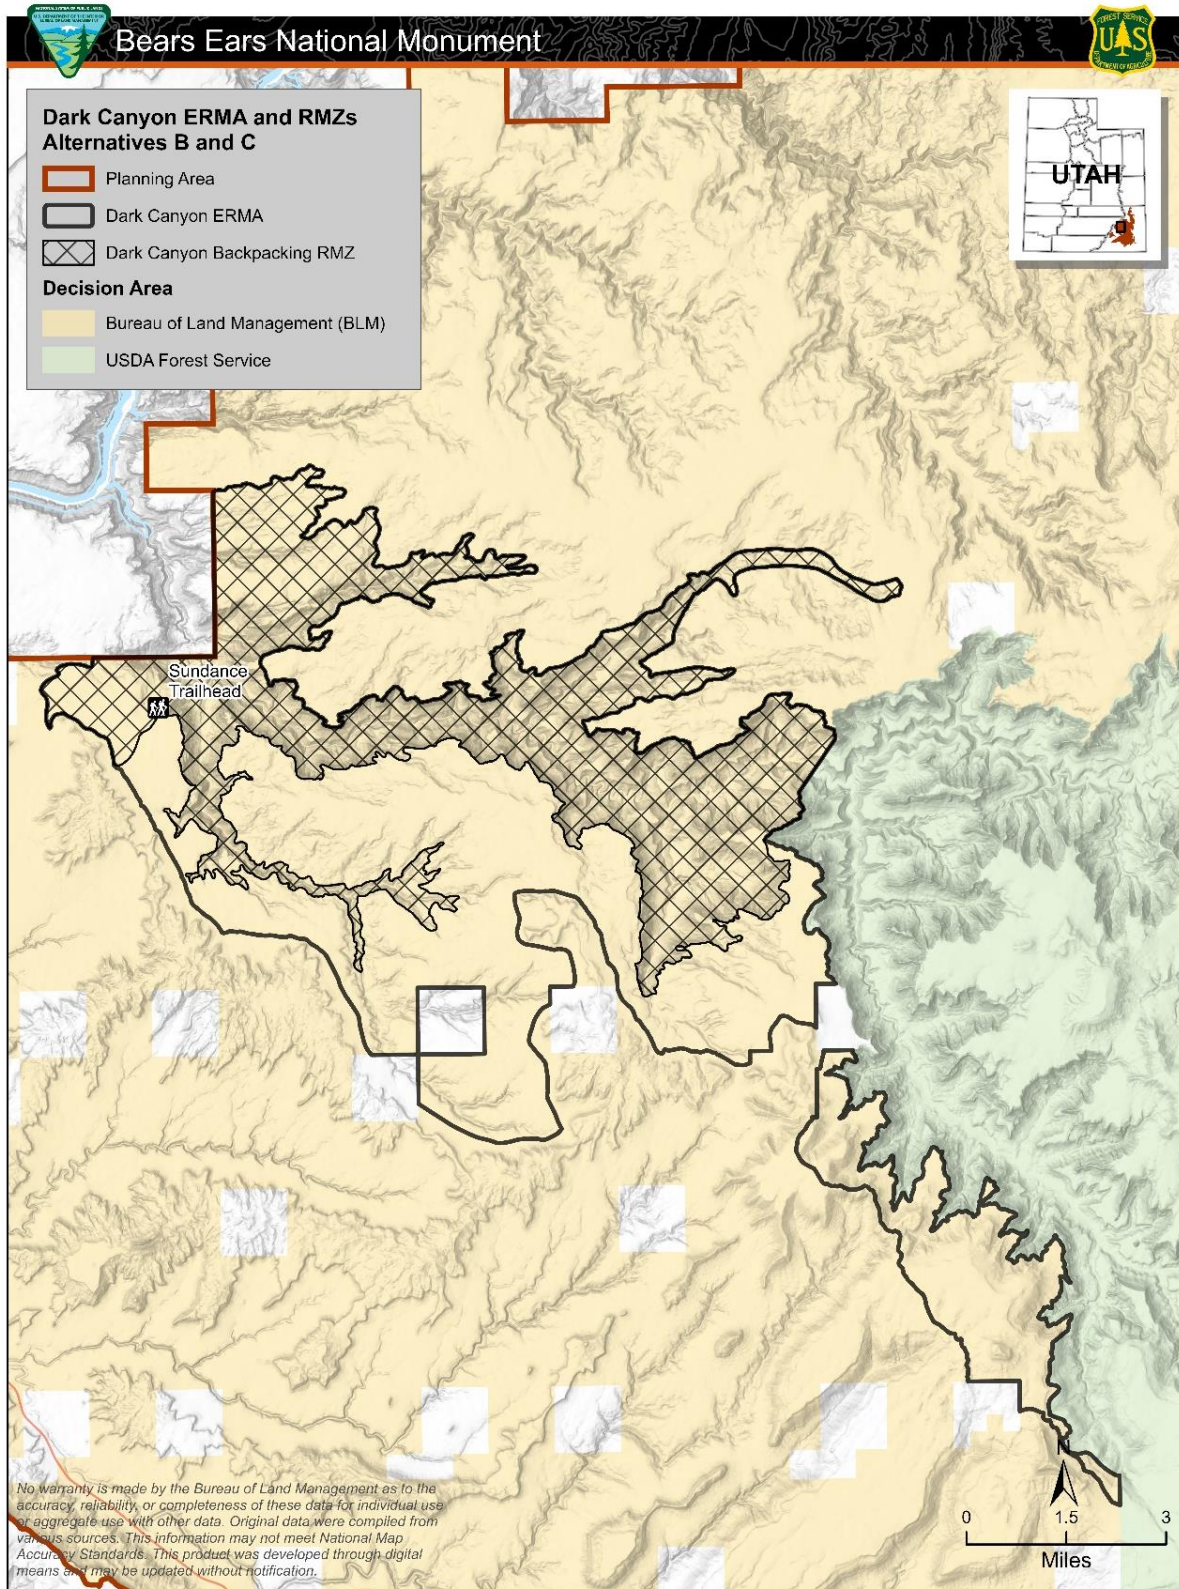 Bears Ears National Monument
FOREST SERVICE
U S
DEPARTMENT OF AGRICULTURE
Dark Canyon ERMA and RMZs
Alternatives B and C
Planning Area
Dark Canyon ERMA
Dark Canyon Backpacking RMZ
Decision Area
Bureau of Land Management (BLM)
USDA Forest Service
UTAH
Sundance
Trailhead
No warranty is made by the Bureau of Land Management as to the
accuracy, reliability, or completeness of these data for individual use
or aggregate use with other data. Original data were compiled from
various sources. This information may not meet National Map
Accuracy Standards. This product was developed through digital
means and may be updated without notification.
N
0 1.5 3
Miles